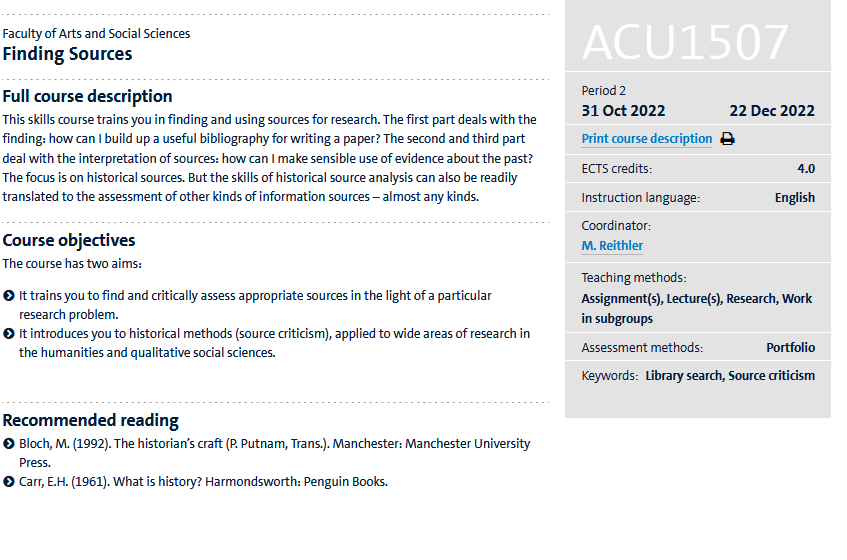 Faculty of Arts and Social Sciences
Finding Sources
Full course description
This skills course trains you in finding and using sources for research. The first part deals with the
finding: how can I build up a useful bibliography for writing a paper? The second and third part
deal with the interpretation of sources: how can I make sensible use of evidence about the past?
The focus is on historical sources. But the skills of historical source analysis can also be readily
translated to the assessment of other kinds of information sources – almost any kinds.
Course objectives
The course has two aims:
It trains you to find and critically assess appropriate sources in the light of a particular
research problem.
It introduces you to historical methods (source criticism), applied to wide areas of research in
the humanities and qualitative social sciences.
Recommended reading
Bloch, M. (1992). The historian’s craft (P. Putnam, Trans.). Manchester: Manchester University
Press.
Carr, E.H. (1961). What is history? Harmondsworth: Penguin Books.
ACU1507
Period 2
31 Oct 2022 22 Dec 2022
Print course description
ECTS credits: 4.0
Instruction language: English
Coordinator:
M. Reithler
Teaching methods:
Assignment(s), Lecture(s), Research, Work
in subgroups
Assessment methods: Portfolio
Keywords: Library search, Source criticism